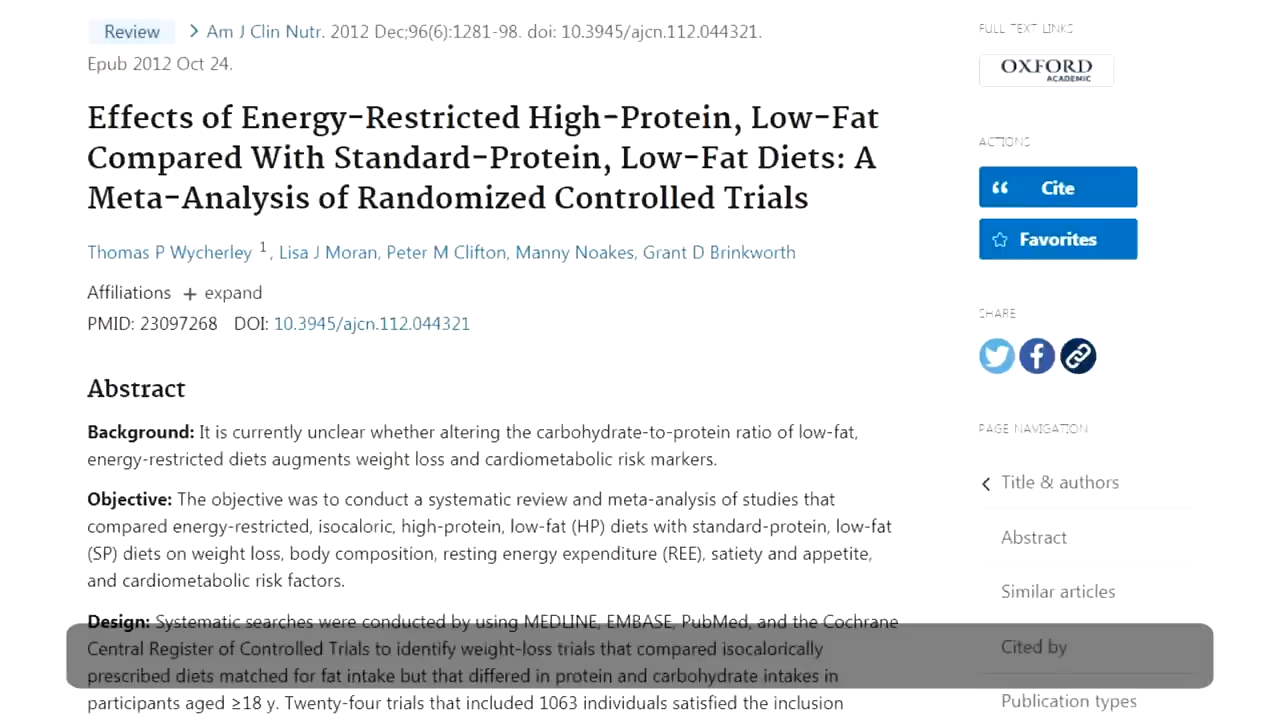 Review > Am J Clin Nutr. 2012 Dec;96(6):1281-98. doi: 10.3945/ajcn.112.044321.
Epub 2012 Oct 24.
Effects of Energy-Restricted High-Protein, Low-Fat
Compared With Standard-Protein, Low-Fat Diets: A
Meta-Analysis of Randomized Controlled Trials
Thomas P Wycherley 1, Lisa J Moran, Peter M Clifton, Manny Noakes, Grant D Brinkworth
Affiliations + expand
PMID: 23097268 DOI: 10.3945/ajcn.112.044321
Abstract
Background: It is currently unclear whether altering the carbohydrate-to-protein ratio of low-fat,
energy-restricted diets augments weight loss and cardiometabolic risk markers.
Objective: The objective was to conduct a systematic review and meta-analysis of studies that
compared energy-restricted, isocaloric, high-protein, low-fat (HP) diets with standard-protein, low-fat
(SP) diets on weight loss, body composition, resting energy expenditure (REE), satiety and appetite,
and cardiometabolic risk factors.
Design: Systematic searches were conducted by using MEDLINE, EMBASE, PubMed, and the Cochrane
Central Register of Controlled Trials to identify weight-loss trials that compared isocalorically
prescribed diets matched for fat intake but that differed in protein and carbohydrate intakes in
participants aged ≥18 y. Twenty-four trials that included 1063 individuals satisfied the inclusion
FULL TEXT LINKS
OXFORD
ACADEMIC
ACTIONS
Cite
Favorites
SHARE
PAGE NAVIGATION
Title & authors
Abstract
Similar articles
Cited by
Publication types